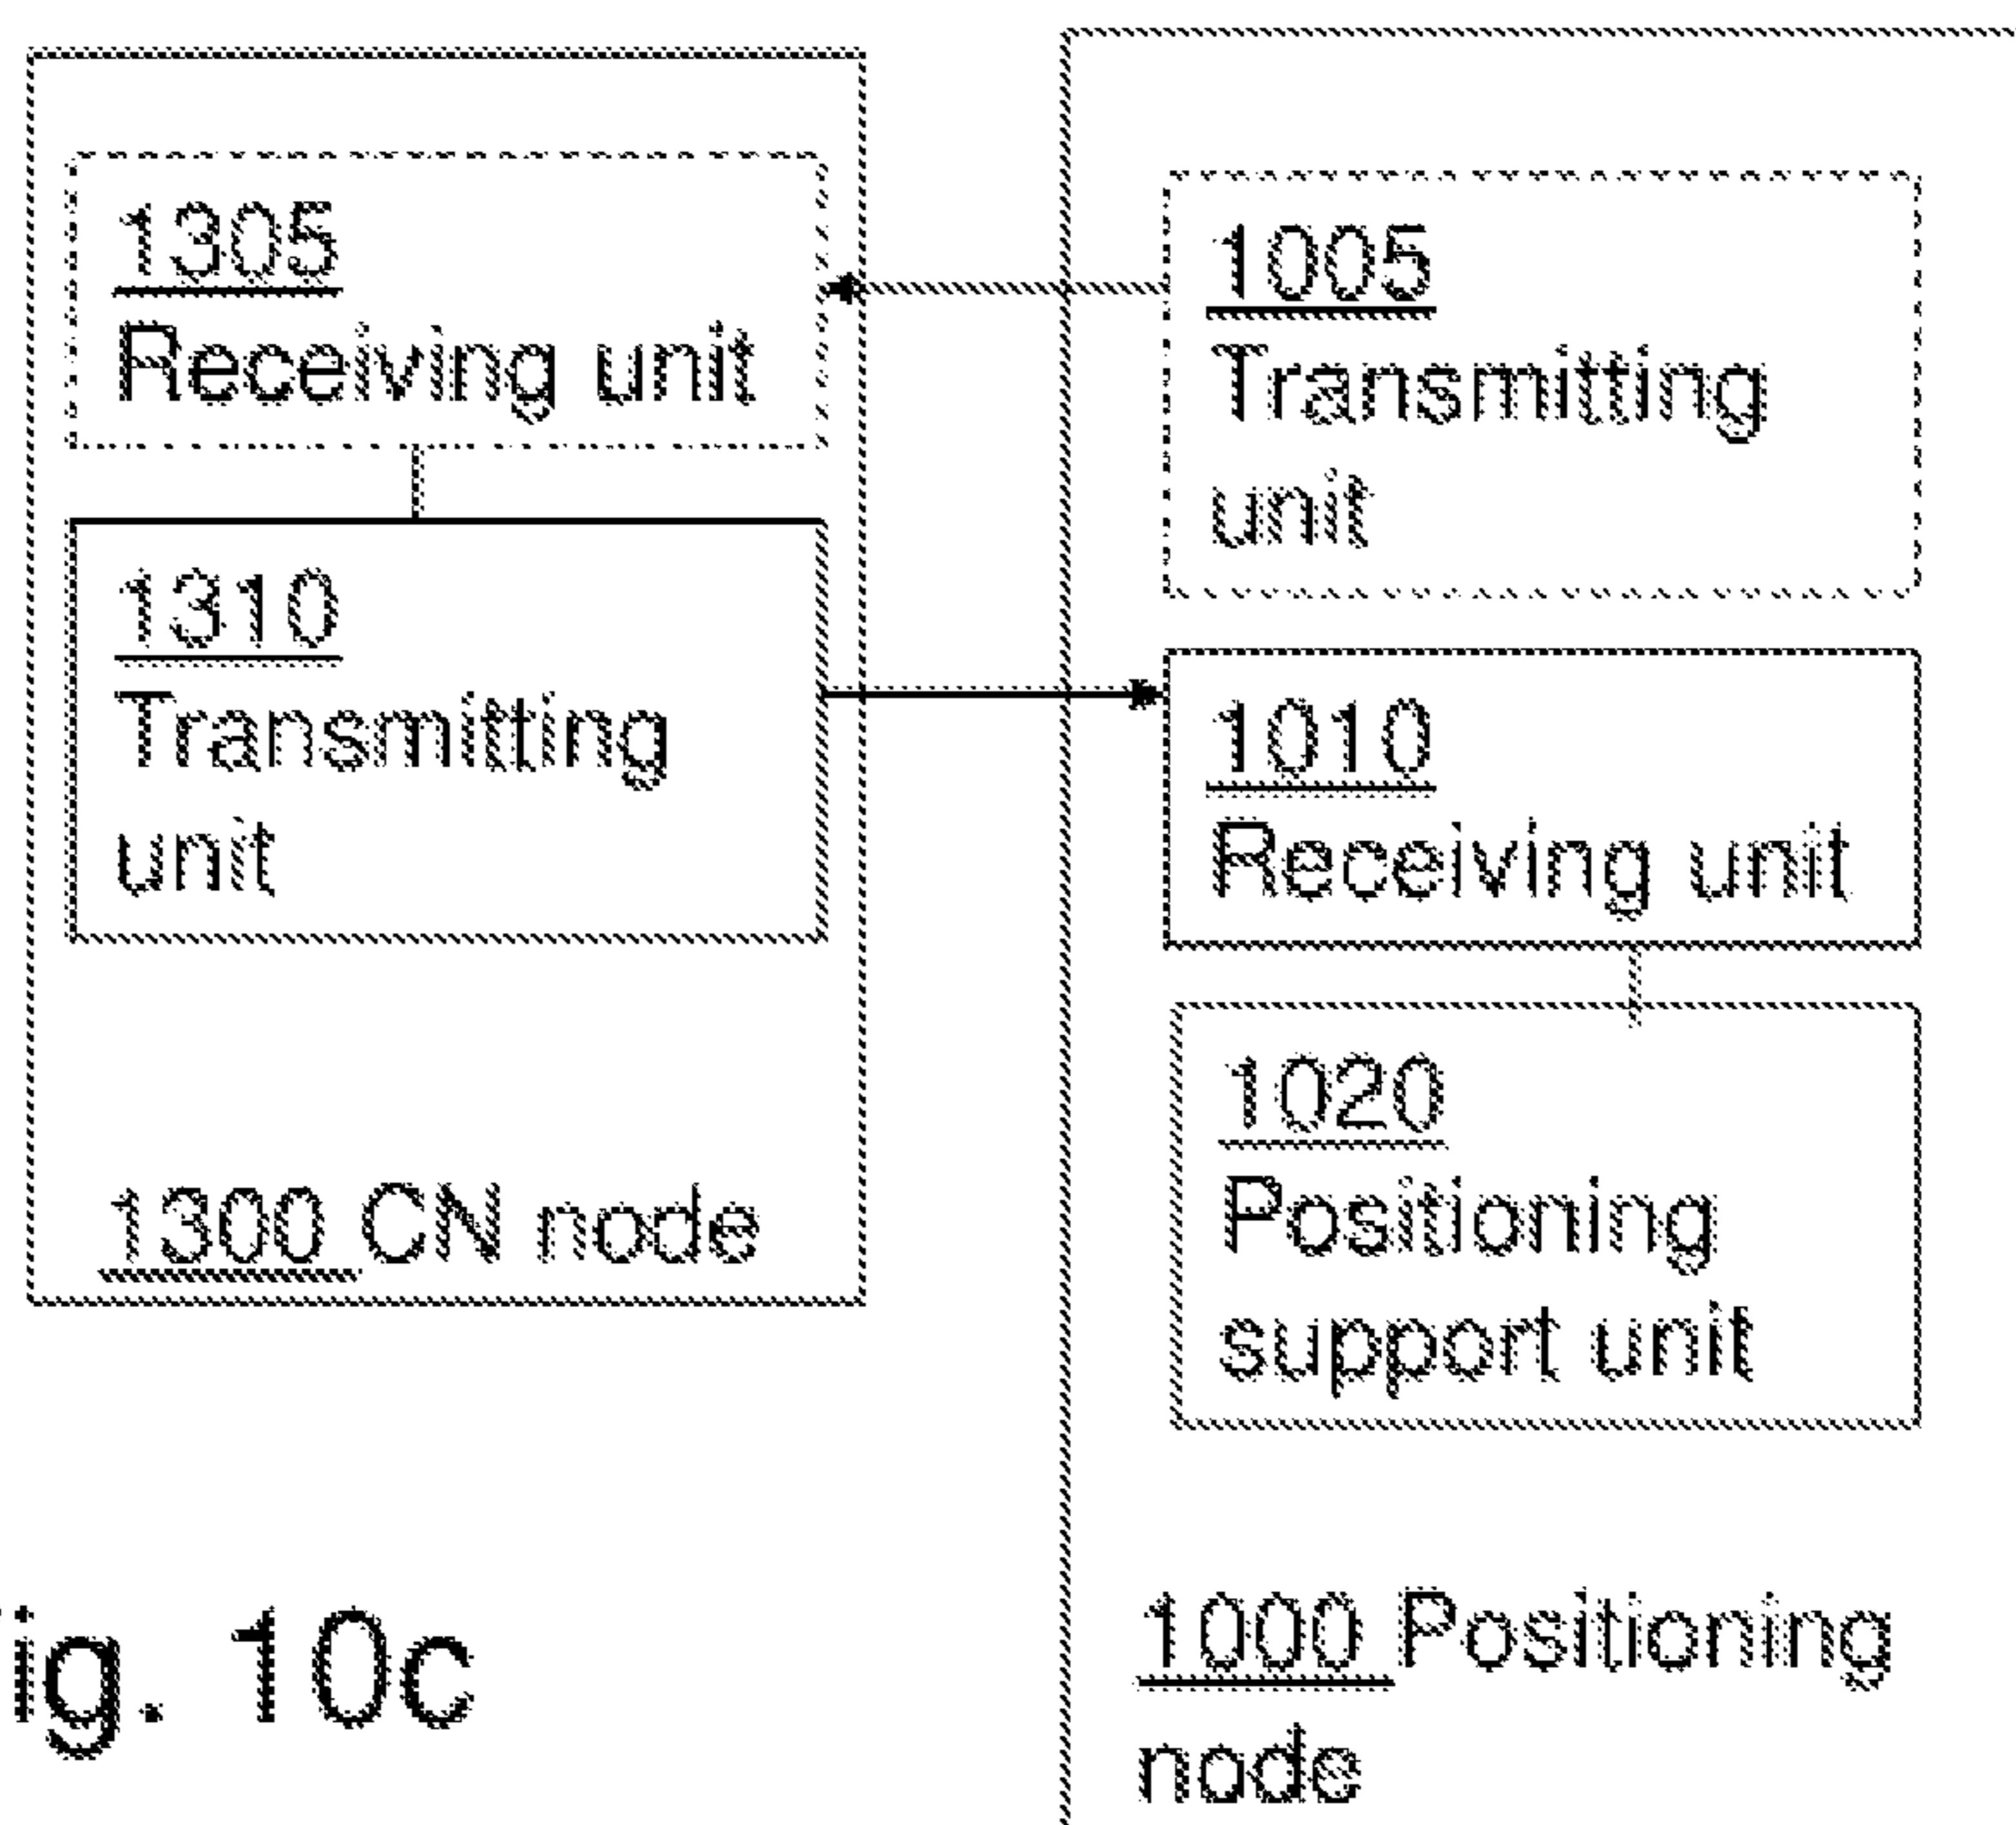 1305
Receiving unit
1310
Transmitting
unit
1300 CN node
1005
Transmitting
unit
1010
Receiving unit
1020
Positioning
support unit
1000 Positioning
node
ig. 10c